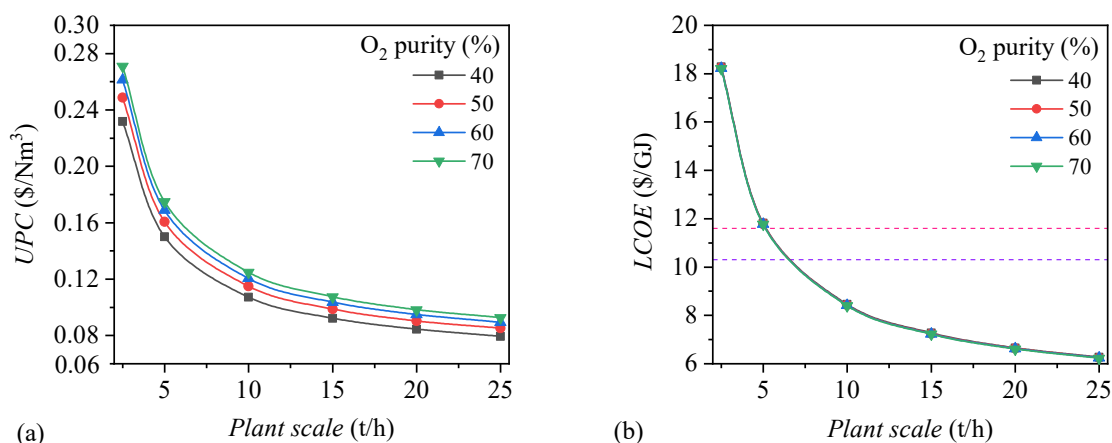 0.30
0.28
0.24
0.20
0.16
0.12
0.08
0.06
UPC ($/Nm³)
O₂ purity (%)
40
50
60
70
5 10 15 20 25
Plant scale (t/h)
(a)
20
18
16
14
12
10
8
6
LCOE ($/GJ)
O₂ purity (%)
40
50
60
70
5 10 15 20 25
Plant scale (t/h)
(b)